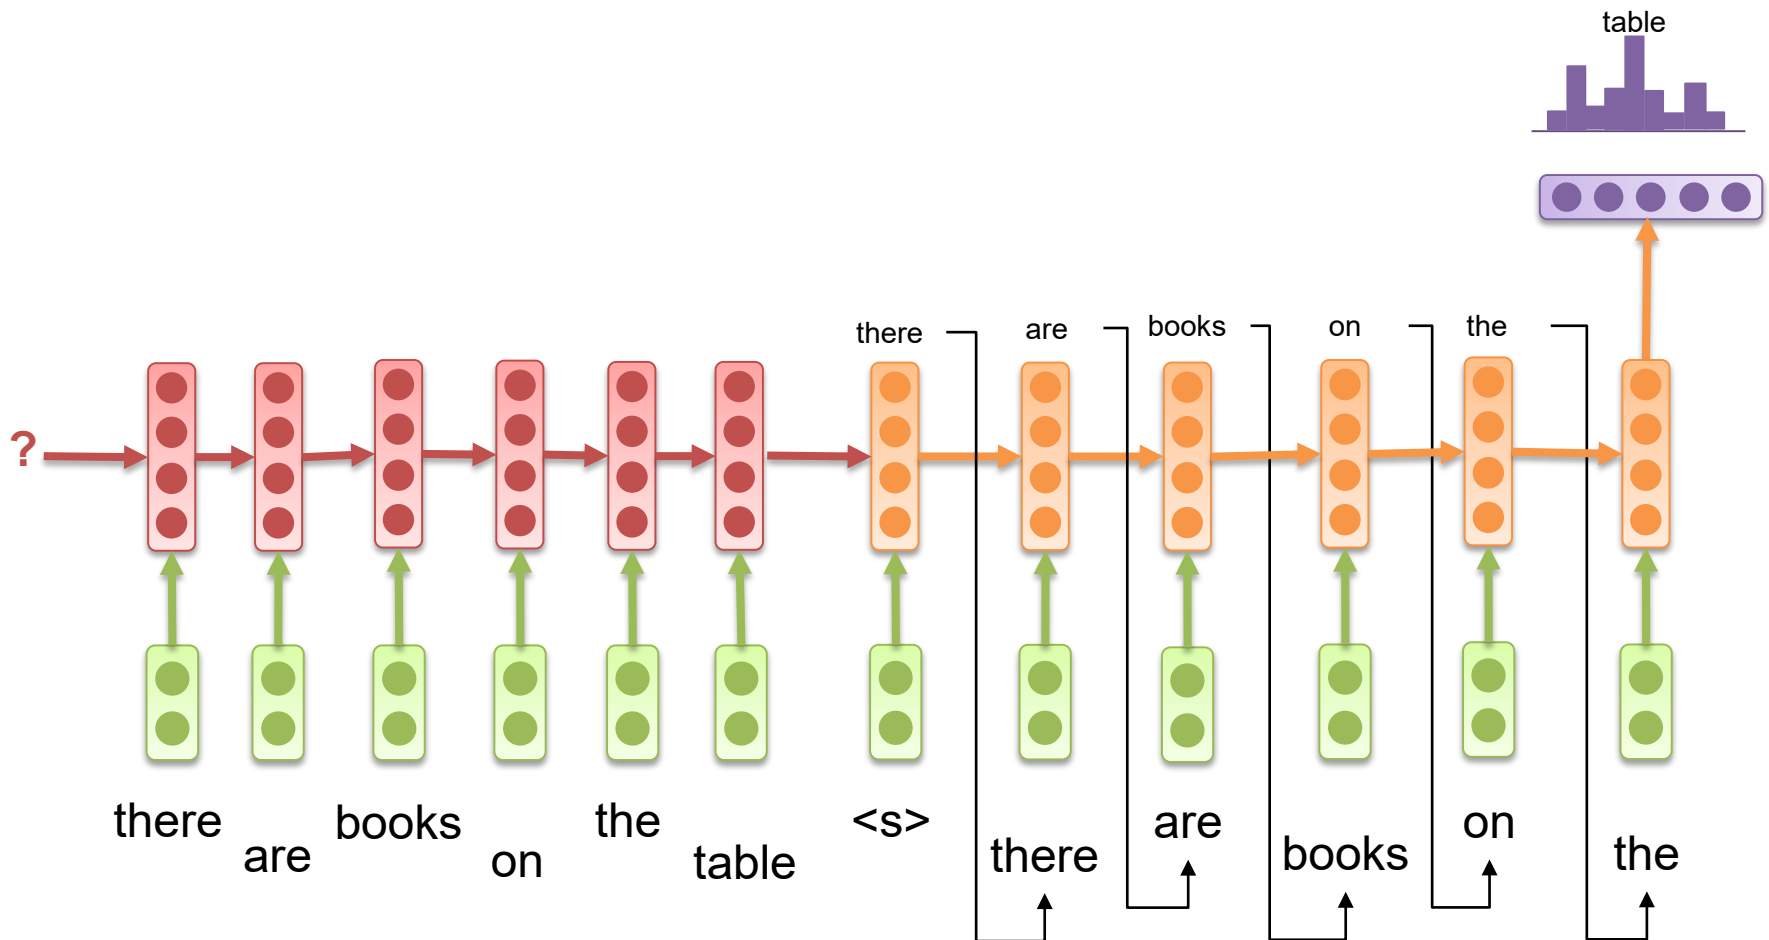 table
there are books on the
?
there are books on the table <s> there are books on the